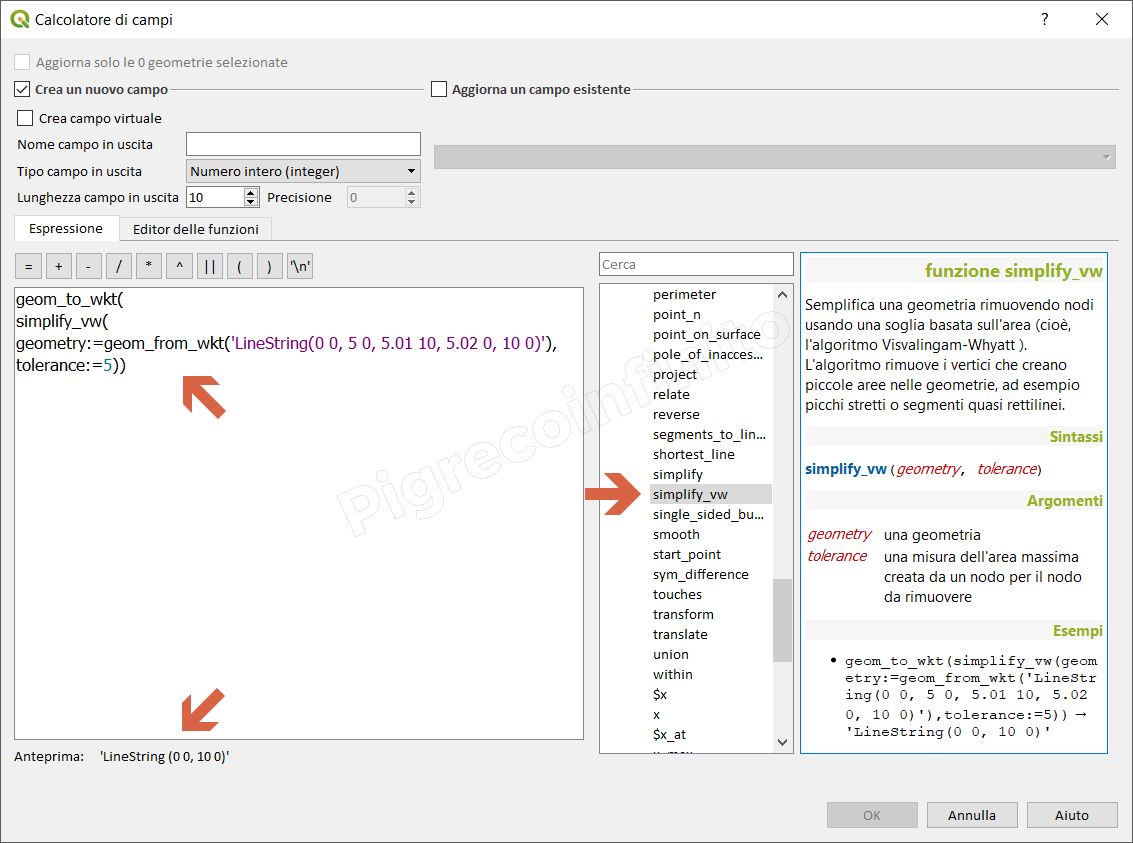 Calcolatore di campi
?
Aggiorna solo le 0 geometrie selezionate
Crea un nuovo campo
Aggiorna un campo esistente
Crea campo virtuale
Nome campo in uscita
Tipo campo in uscita
Numero intero (integer)
Lunghezza campo in uscita
10
Precisione
0
Espressione
Editor delle funzioni
= + - / * ^ || ( ) '\n'
geom_to_wkt(
simplify_vw(
geometry:=geom_from_wkt('LineString(0 0, 5 0, 5.01 10, 5.02 0, 10 0)'),
tolerance:=5))
Anteprima: 'LineString (0 0, 10 0)'
Cerca
perimeter
point_n
point_on_surface
pole_of_inacces...
project
relate
reverse
segments_to_lin...
shortest_line
simplify
simplify_vw
single_sided_bu...
smooth
start_point
sym_difference
touches
transform
translate
union
within
$x
x
$x_at
funzione simplify_vw
Semplifica una geometria rimuovendo nodi
usando una soglia basata sull'area (cioè,
l'algoritmo Visvalingam-Whyatt ).
L'algoritmo rimuove i vertici che creano
piccole aree nelle geometrie, ad esempio
picchi stretti o segmenti quasi rettilinei.
Sintassi
simplify_vw(geometry, tolerance)
Argomenti
geometry una geometria
tolerance una misura dell'area massima
creata da un nodo per il nodo
da rimuovere
Esempi
• geom_to_wkt(simplify_vw(geom
etry:=geom_from_wkt('LineStr
ing(0 0, 5 0, 5.01 10, 5.02
0, 10 0)'),tolerance:=5)) →
'LineString(0 0, 10 0)'
Pigrecoinfinito
OK
Annulla
Aiuto